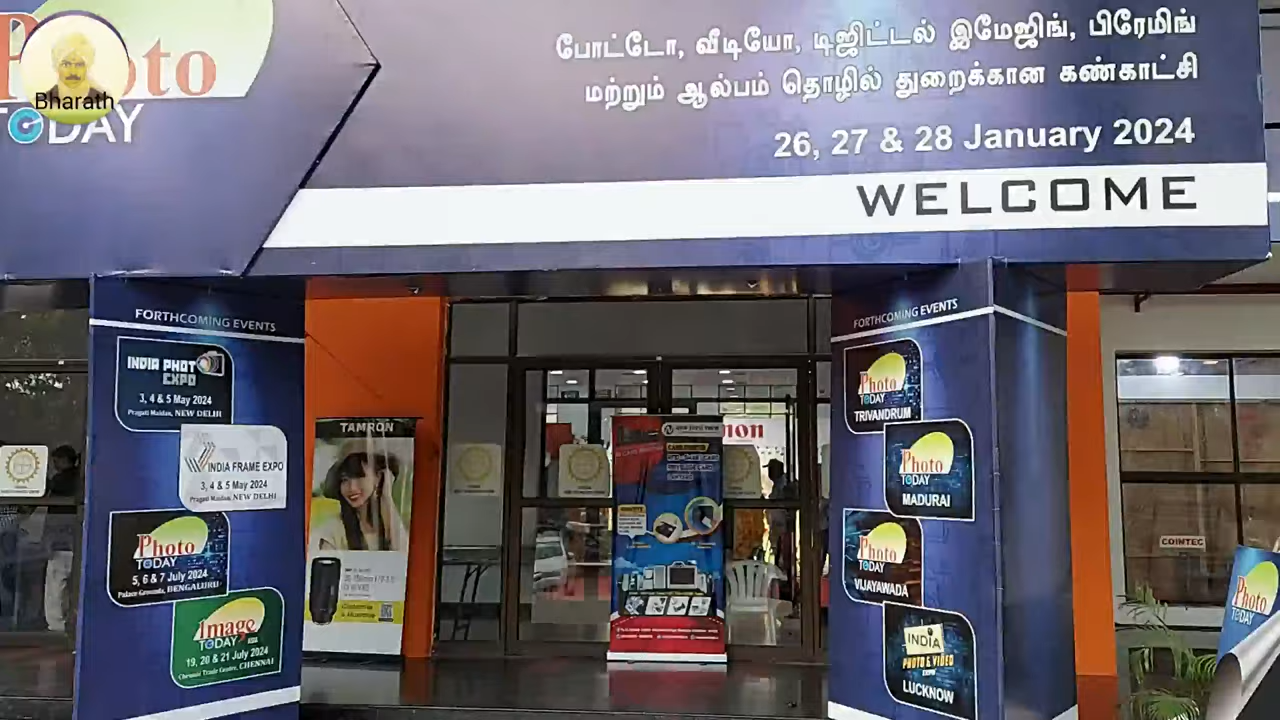 Photo
TODAY
Bharath
போட்டோ, வீடியோ, டிஜிட்டல் இமேஜிங், பிரேமிங்
மற்றும் ஆல்பம் தொழில் துறைக்கான கண்காட்சி
26, 27 & 28 January 2024
WELCOME
FORTHCOMING EVENTS
INDIA PHOTO
EXPO
3, 4 & 5 May 2024
Pragati Maidan, NEW DELHI
INDIA FRAME EXPO
3, 4 & 5 May 2024
Pragati Maidan NEW DELHI
Photo
TODAY
5, 6 & 7 July 2024
Palace Grounds, BENGALURU
Image
TODAY ASIA
19, 20 & 21 July 2024
Chennai Trade Centre, CHENNAI
TAMRON
non
FORTHCOMING EVENTS
Photo
TODAY
TRIVANDRUM
Photo
TODAY
MADURAI
Photo
TODAY
VIJAYAWADA
INDIA
PHOTO & VIDEO
EXPO
LUCKNOW
COINTEC
Photo
TODAY